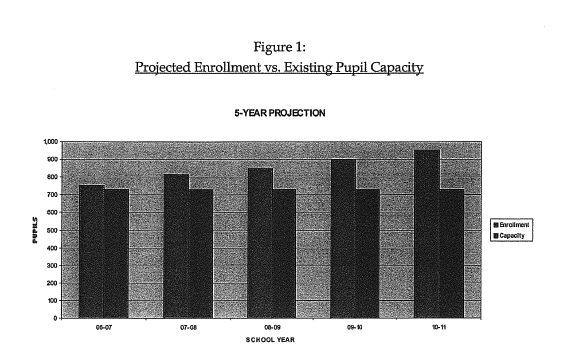 Figure 1:
Projected Enrollment vs. Existing Pupil Capacity
5-YEAR PROJECTION
1,000
900
800
700
600
500
400
300
200
100
0
PUPILS
06-07
07-08
08-09
09-10
10-11
SCHOOL YEAR
Enrollment
Capacity